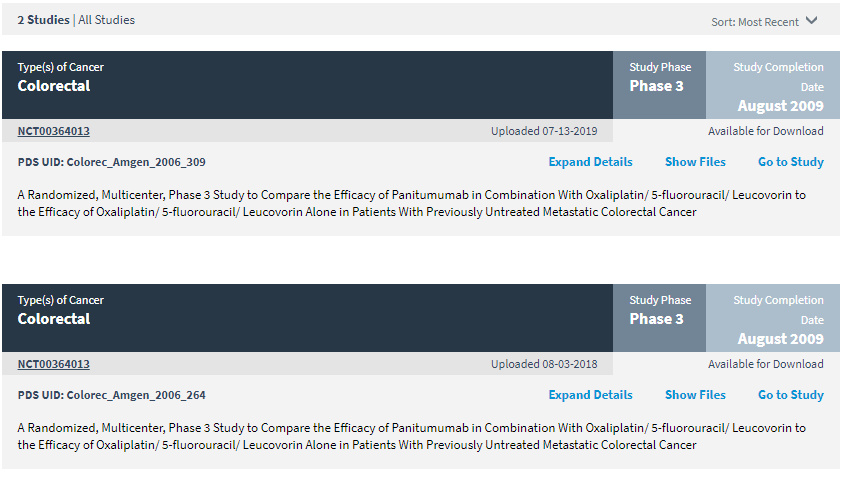 2 Studies | All Studies
Sort: Most Recent
Type(s) of Cancer
Colorectal
Study Phase
Phase 3
Study Completion
Date
August 2009
NCT00364013
Uploaded 07-13-2019
Available for Download
PDS UID: Colorec_Amgen_2006_309
Expand Details
Show Files
Go to Study
A Randomized, Multicenter, Phase 3 Study to Compare the Efficacy of Panitumumab in Combination With Oxaliplatin/ 5-fluorouracil/ Leucovorin to
the Efficacy of Oxaliplatin/ 5-fluorouracil/ Leucovorin Alone in Patients With Previously Untreated Metastatic Colorectal Cancer
Type(s) of Cancer
Colorectal
Study Phase
Phase 3
Study Completion
Date
August 2009
NCT00364013
Uploaded 08-03-2018
Available for Download
PDS UID: Colorec_Amgen_2006_264
Expand Details
Show Files
Go to Study
A Randomized, Multicenter, Phase 3 Study to Compare the Efficacy of Panitumumab in Combination With Oxaliplatin/ 5-fluorouracil/ Leucovorin to
the Efficacy of Oxaliplatin/ 5-fluorouracil/ Leucovorin Alone in Patients With Previously Untreated Metastatic Colorectal Cancer